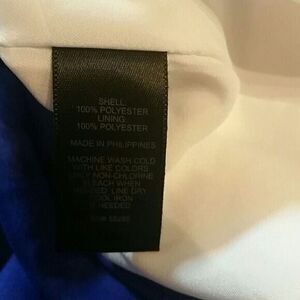 SHELL:
100% POLYESTER
LINING:
100% POLYESTER
MADE IN PHILIPPINES
MACHINE WASH COLD
WITH LIKE COLORS
ONLY NON-CHLORINE
BLEACH WHEN
NEEDED. LINE DRY
COOL IRON
IF NEEDED